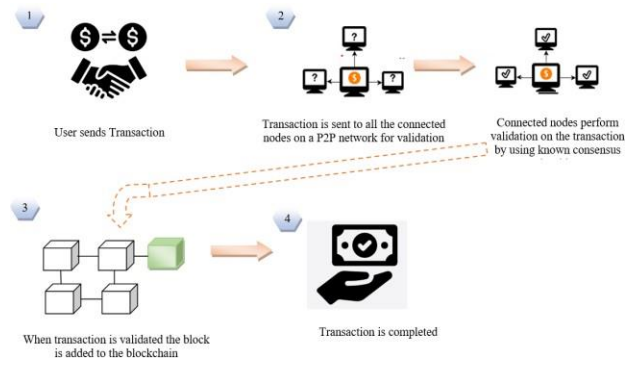 1
2
$ $
?
? $ ?
$
User sends Transaction
Transaction is sent to all the connected
nodes on a P2P network for validation
Connected nodes perform
validation on the transaction
by using known consensus
3
4
When transaction is validated the block
is added to the blockchain
Transaction is completed